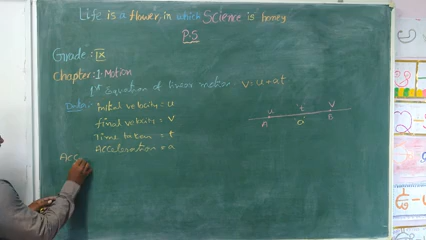 Life is a flower, in which Science is honey
P.S
Grade: IX
Chapter: 1. Motion
1st Equation of linear motion. V = u + at
Data: initial velocity = u
final velocity = V
Time taken = t
Acceleration = a
Acc
u t V
A a B